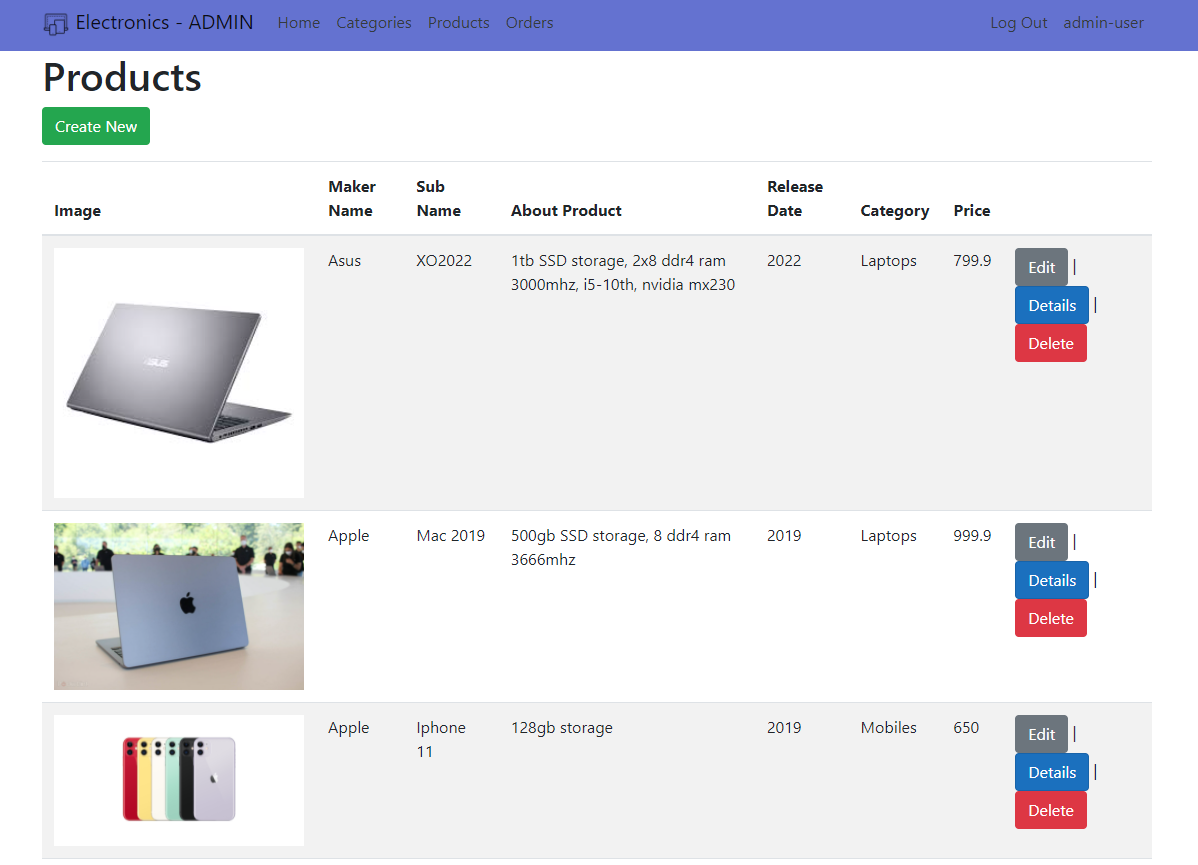 Electronics - ADMIN Home Categories Products Orders Log Out admin-user
Products
Create New
Image Maker Name Sub Name About Product Release Date Category Price
ASUS
Asus XO2022 1tb SSD storage, 2x8 ddr4 ram 2022 Laptops 799.9 Edit |
3000mhz, i5-10th, nvidia mx230
Details |
Delete
Apple Mac 2019 500gb SSD storage, 8 ddr4 ram 2019 Laptops 999.9 Edit |
3666mhz
Details |
Delete
Apple Iphone 128gb storage 2019 Mobiles 650 Edit |
11
Details |
Delete